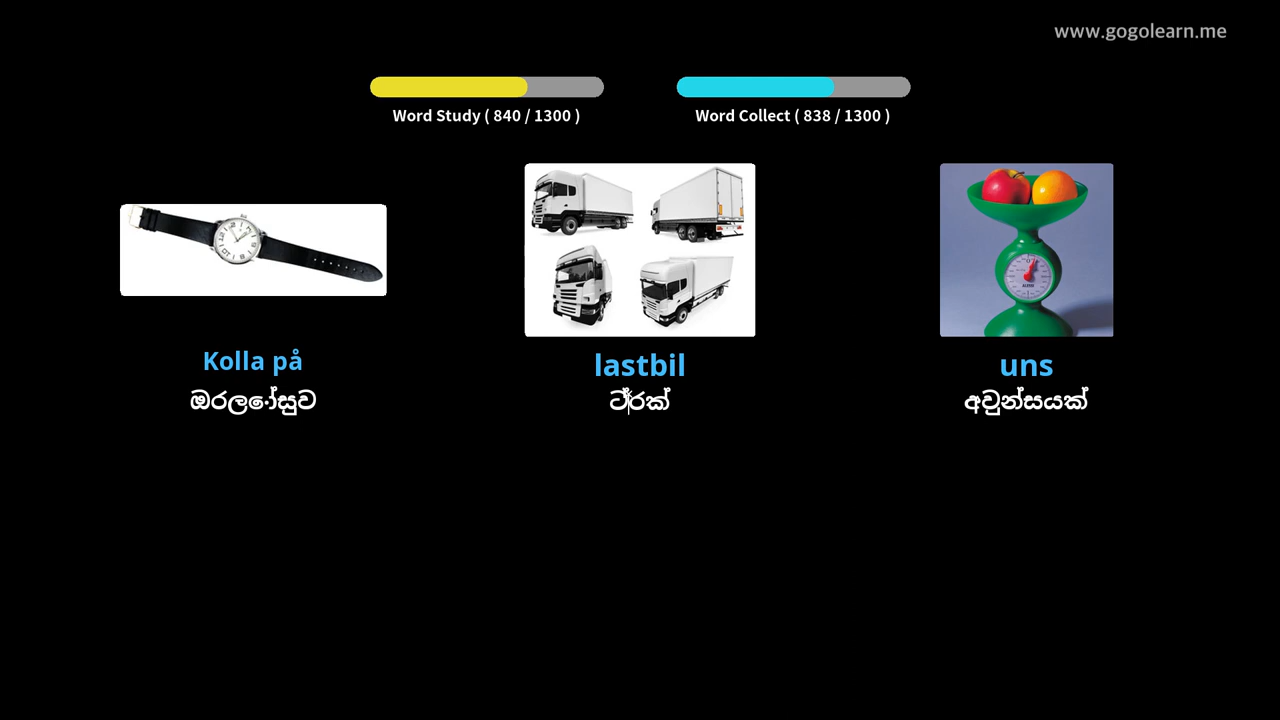 www.gogolearn.me
Word Study ( 840 / 1300 )
Word Collect ( 838 / 1300 )
Kolla på
ඔරලෝසුව
lastbil
ට්රක්
uns
අවුන්සයක්